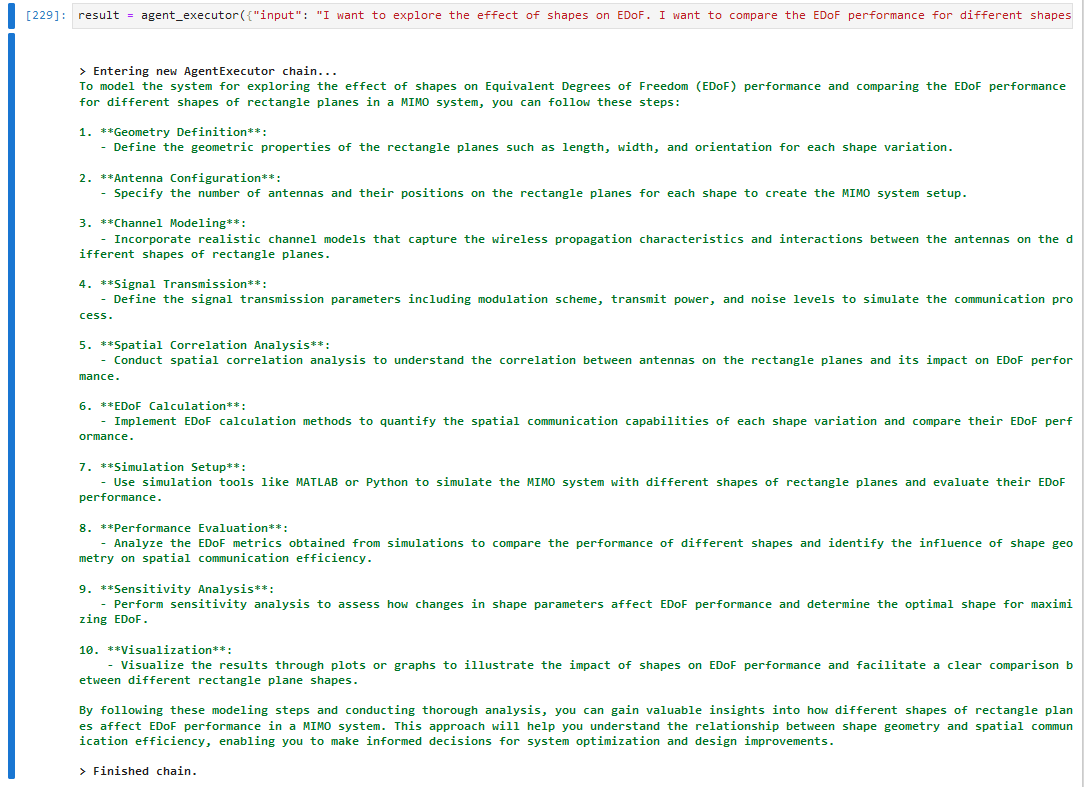 [229]: result = agent_executor({"input": "I want to explore the effect of shapes on EDoF. I want to compare the EDoF performance for different shapes
> Entering new AgentExecutor chain...
To model the system for exploring the effect of shapes on Equivalent Degrees of Freedom (EDoF) performance and comparing the EDoF performance
for different shapes of rectangle planes in a MIMO system, you can follow these steps:
1. **Geometry Definition**:
- Define the geometric properties of the rectangle planes such as length, width, and orientation for each shape variation.
2. **Antenna Configuration**:
- Specify the number of antennas and their positions on the rectangle planes for each shape to create the MIMO system setup.
3. **Channel Modeling**:
- Incorporate realistic channel models that capture the wireless propagation characteristics and interactions between the antennas on the d
ifferent shapes of rectangle planes.
4. **Signal Transmission**:
- Define the signal transmission parameters including modulation scheme, transmit power, and noise levels to simulate the communication pro
cess.
5. **Spatial Correlation Analysis**:
- Conduct spatial correlation analysis to understand the correlation between antennas on the rectangle planes and its impact on EDoF perfor
mance.
6. **EDoF Calculation**:
- Implement EDoF calculation methods to quantify the spatial communication capabilities of each shape variation and compare their EDoF perf
ormance.
7. **Simulation Setup**:
- Use simulation tools like MATLAB or Python to simulate the MIMO system with different shapes of rectangle planes and evaluate their EDoF
performance.
8. **Performance Evaluation**:
- Analyze the EDoF metrics obtained from simulations to compare the performance of different shapes and identify the influence of shape geo
metry on spatial communication efficiency.
9. **Sensitivity Analysis**:
- Perform sensitivity analysis to assess how changes in shape parameters affect EDoF performance and determine the optimal shape for maximi
zing EDoF.
10. **Visualization**:
- Visualize the results through plots or graphs to illustrate the impact of shapes on EDoF performance and facilitate a clear comparison b
etween different rectangle plane shapes.
By following these modeling steps and conducting thorough analysis, you can gain valuable insights into how different shapes of rectangle plan
es affect EDoF performance in a MIMO system. This approach will help you understand the relationship between shape geometry and spatial commun
ication efficiency, enabling you to make informed decisions for system optimization and design improvements.
> Finished chain.